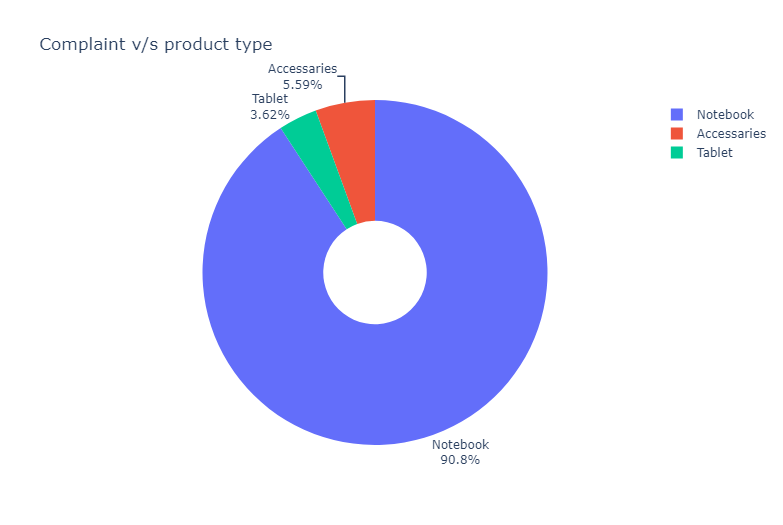 Complaint v/s product type
Accessaries
5.59%
Tablet
3.62%
Notebook
90.8%
Notebook
Accessaries
Tablet